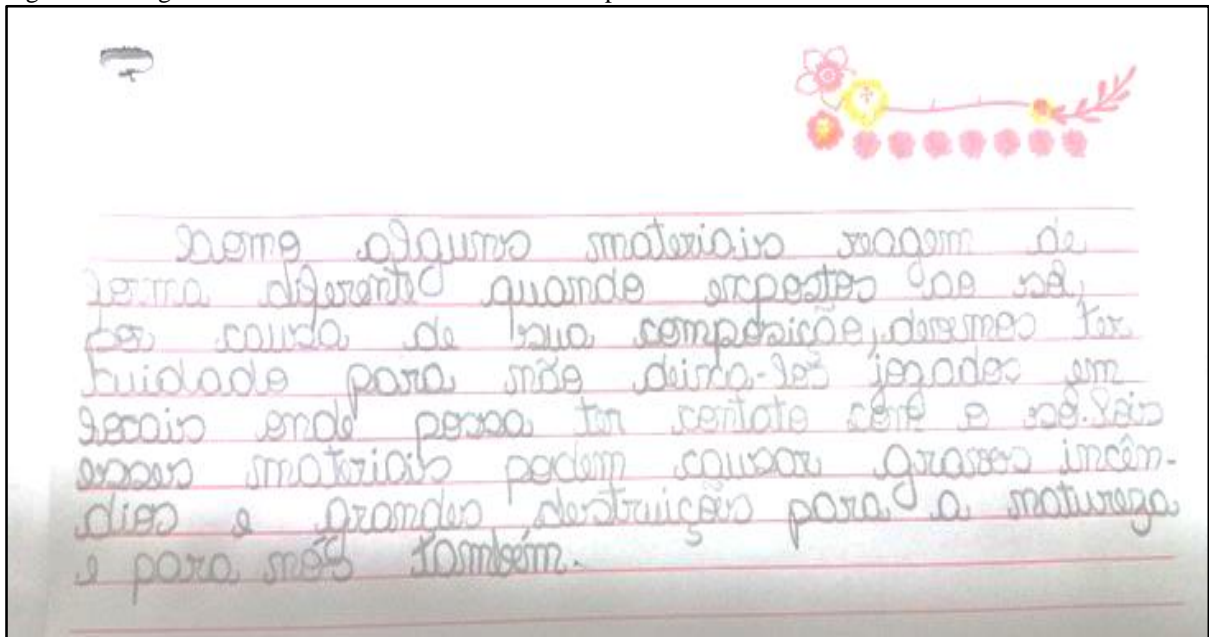 Como alguns materiais reagem de
forma diferente quando expostos ao sol,
por causa de sua composição, devemos ter
cuidado para não deixa-los jogados em
locais onde possa ter contato com o sol. Pois
esses materiais podem causar graves incên-
dios e grandes destruições para a natureza
e para nós também.